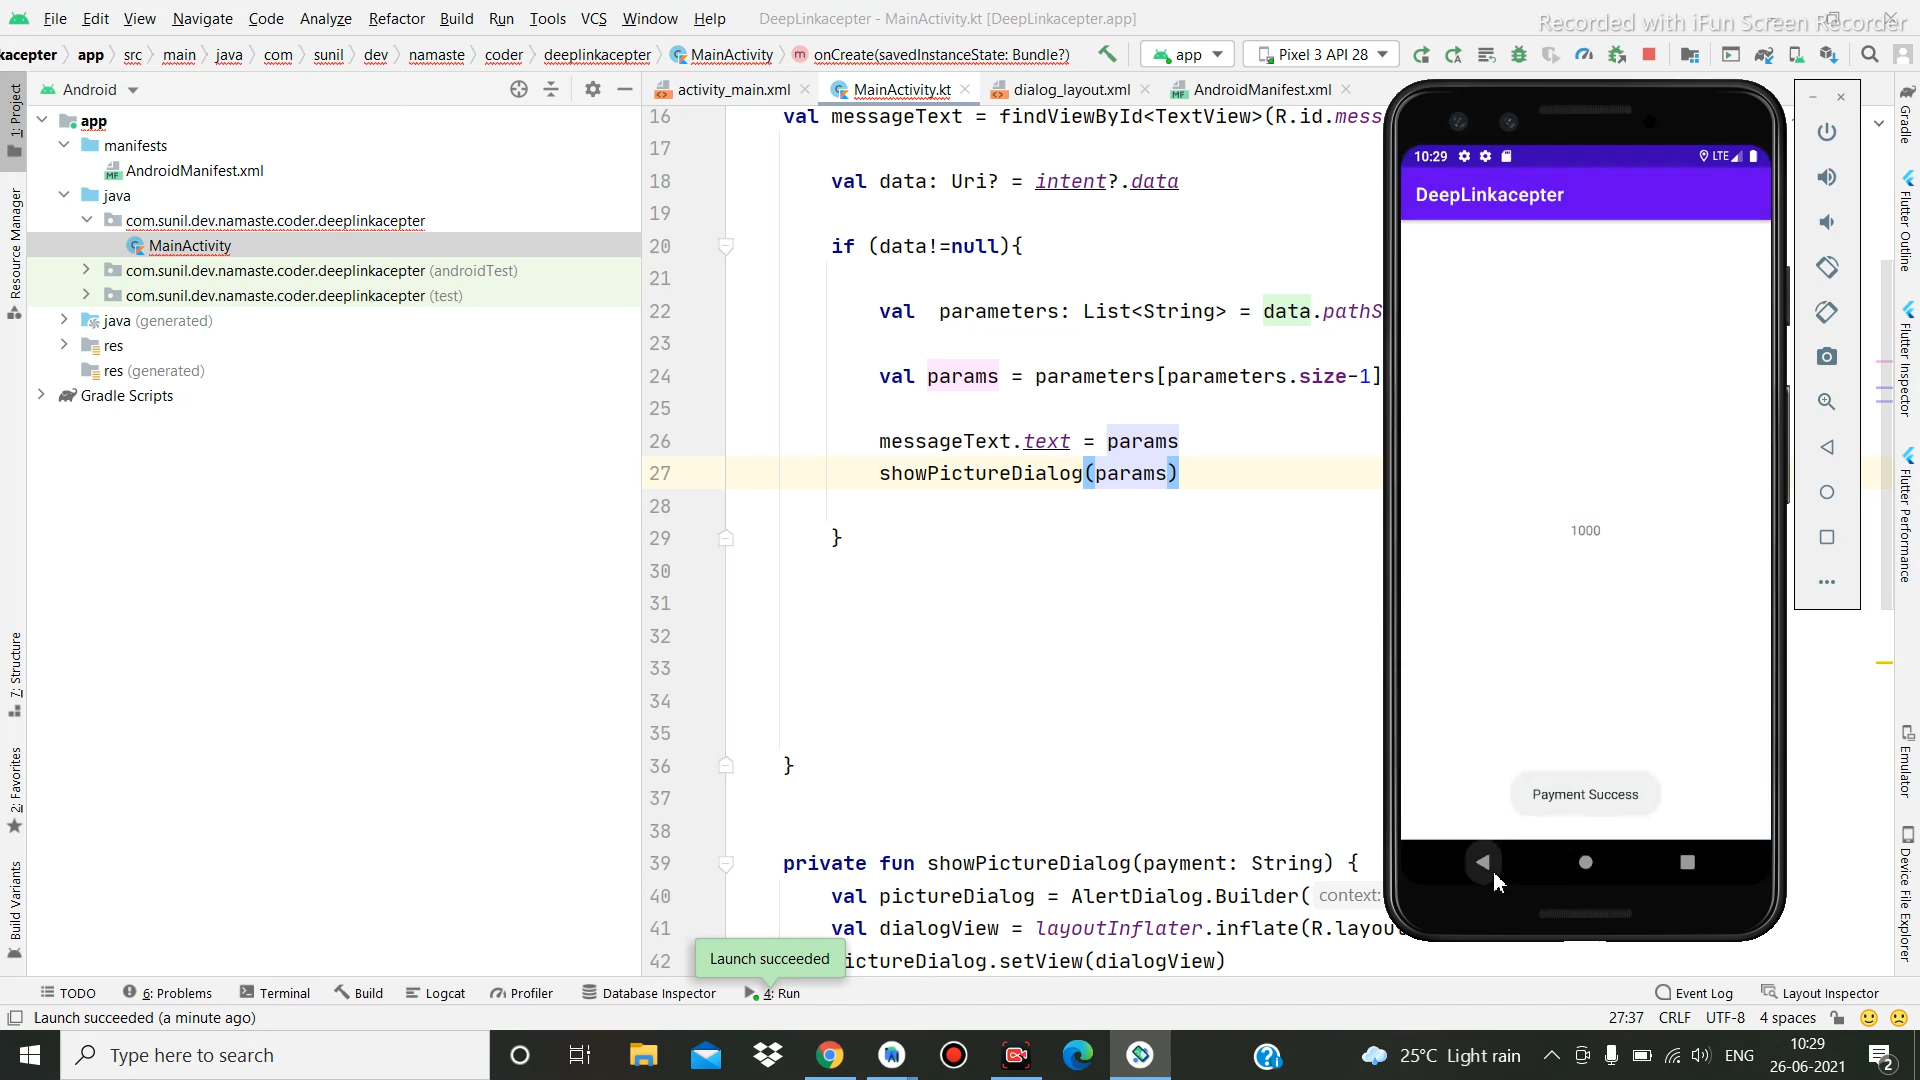 File Edit View Navigate Code Analyze Refactor Build Run Tools VCS Window Help DeepLinkacepter - MainActivity.kt [DeepLinkacepter.app]
Recorded with iFun Screen Recorder
kacepter app src main java com sunil dev namaste coder deeplinkacepter MainActivity onCreate(savedInstanceState: Bundle?) app Pixel 3 API 28
Android activity_main.xml MainActivity.kt dialog_layout.xml AndroidManifest.xml
1: Project
Resource Manager
7: Structure
2: Favorites
Build Variants
app
manifests
AndroidManifest.xml
java
com.sunil.dev.namaste.coder.deeplinkacepter
MainActivity
com.sunil.dev.namaste.coder.deeplinkacepter (androidTest)
com.sunil.dev.namaste.coder.deeplinkacepter (test)
java (generated)
res
res (generated)
Gradle Scripts
16 val messageText = findViewById<TextView>(R.id.mess
17
18 val data: Uri? = intent?.data
19
20 if (data!=null){
21
22 val parameters: List<String> = data.pathS
23
24 val params = parameters[parameters.size-1]
25
26 messageText.text = params
27 showPictureDialog(params)
28
29 }
30
31
32
33
34
35
36 }
37
38
39 private fun showPictureDialog(payment: String) {
40 val pictureDialog = AlertDialog.Builder( context:
41 val dialogView = layoutInflater.inflate(R.layou
42 ictureDialog.setView(dialogView)
Launch succeeded
10:29 LTE
DeepLinkacepter
1000
Payment Success
Gradle
Flutter Outline
Flutter Inspector
Flutter Performance
Emulator
Device File Explorer
TODO 6: Problems Terminal Build Logcat Profiler Database Inspector 4: Run Event Log Layout Inspector
Launch succeeded (a minute ago) 27:37 CRLF UTF-8 4 spaces
Type here to search 25°C Light rain ENG 10:29
26-06-2021 2